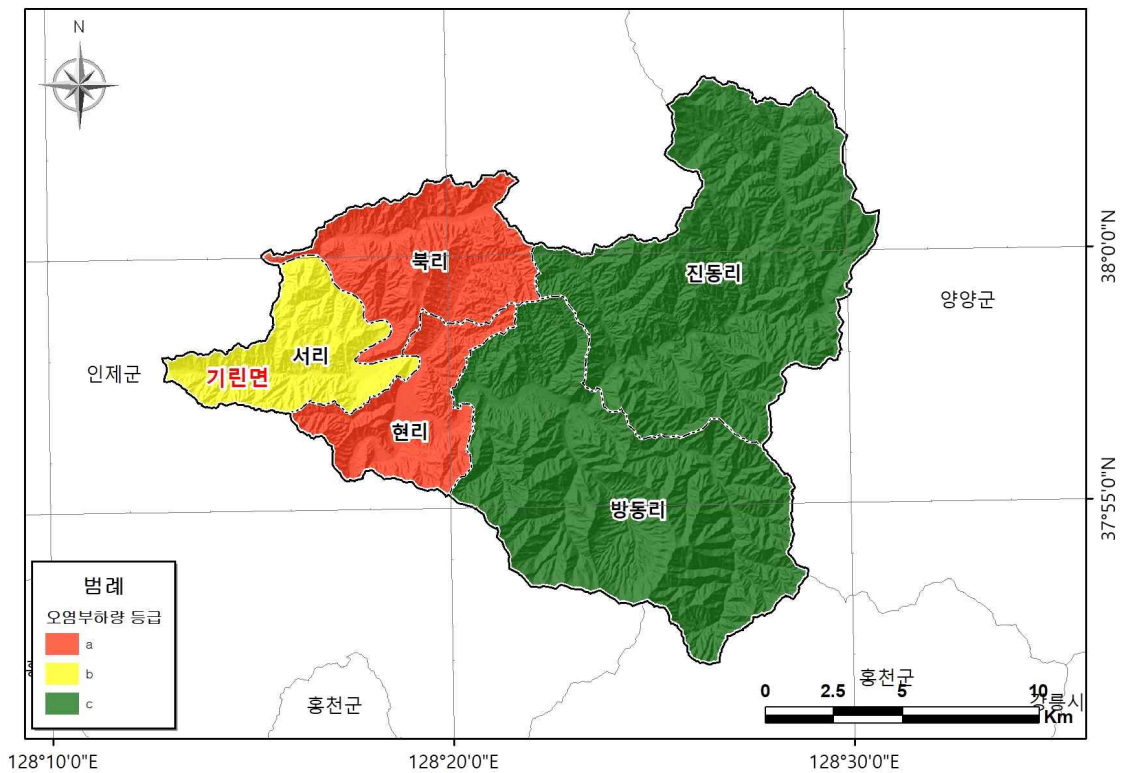 N
북리
진동리
38°0'0"N
양양군
서리
인제군
기린면
현리
37°55'0"N
방동리
범례
오염부하량 등급
a
b
c
홍천군
홍천군
0 2.5 5 10
Km
강릉시
128°10'0"E
128°20'0"E
128°30'0"E